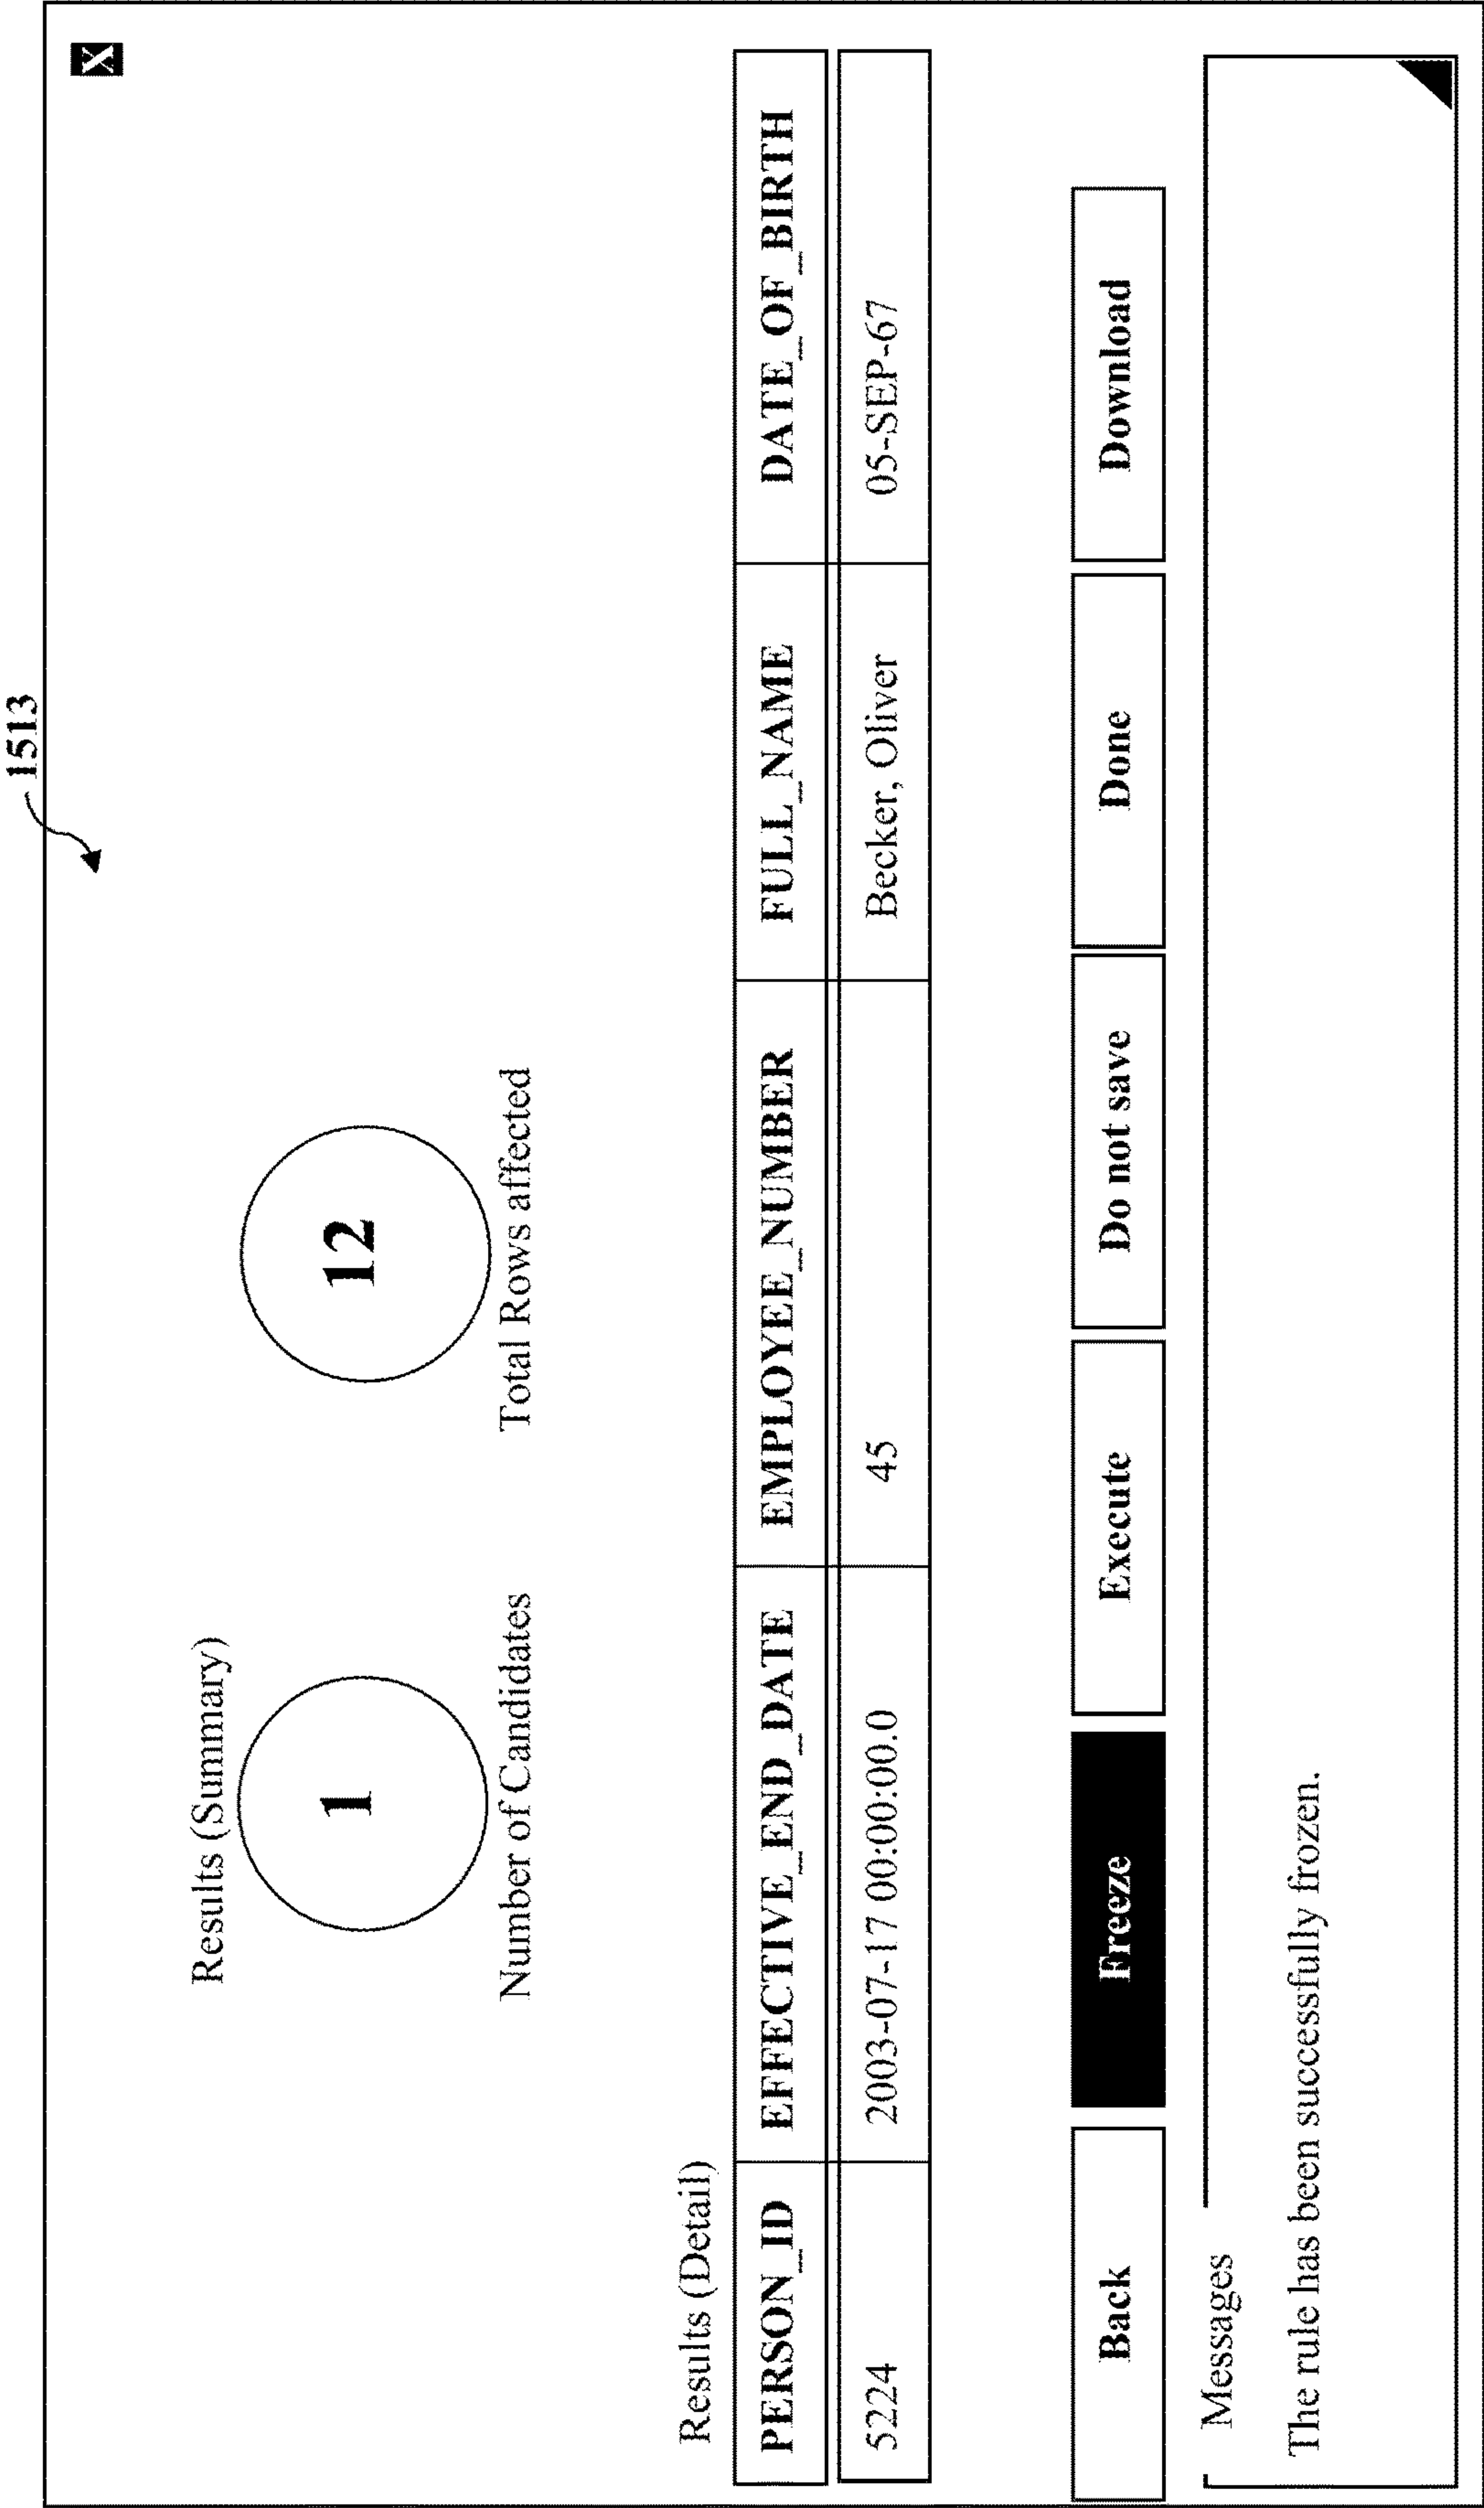 1513
X
Results (Summary)
1 12
Number of Candidates Total Rows affected
Results (Detail)
PERSON_ID EFFECTIVE_END_DATE EMPLOYEE_NUMBER FULL_NAME DATE_OF_BIRTH
5224 2003-07-17 00:00:00.0 45 Becker, Oliver 05-SEP-67
Back Freeze Execute Do not save Done Download
Messages
The rule has been successfully frozen.